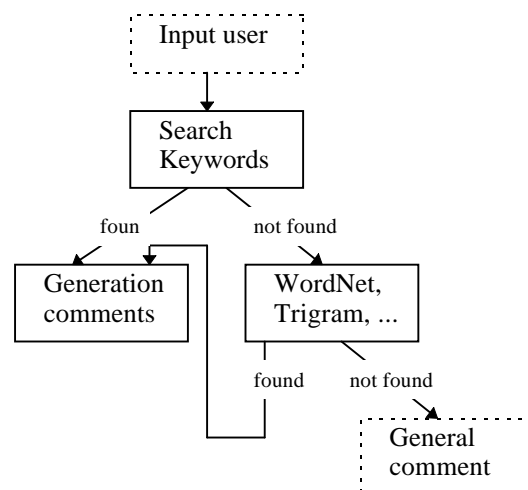 Input user
Search
Keywords
foun
not found
Generation
comments
WordNet,
Trigram, ...
found
not found
General
comment